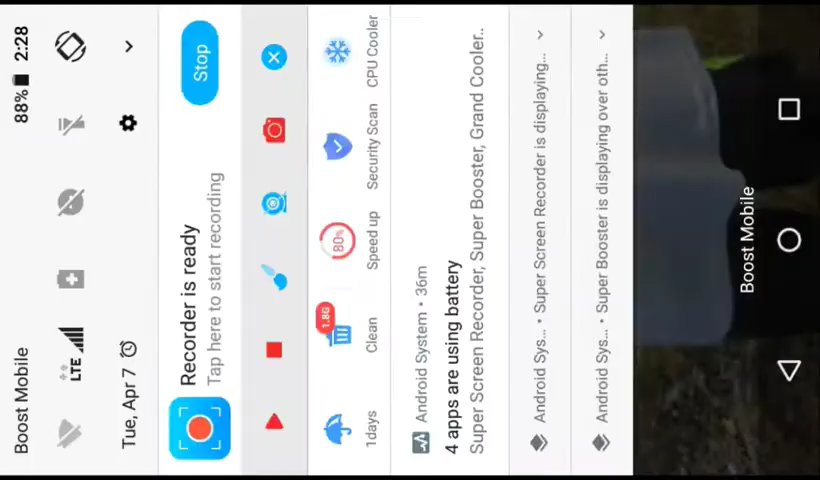 Boost Mobile 88% 2:28
LTE
Tue, Apr 7
Recorder is ready
Tap here to start recording
Stop
1days
1.8G
Clean
80%
Speed up
Security Scan
CPU Cooler
Android System • 36m
4 apps are using battery
Super Screen Recorder, Super Booster, Grand Cooler..
Android Sys... • Super Screen Recorder is displaying...
Android Sys... • Super Booster is displaying over oth...
Boost Mobile